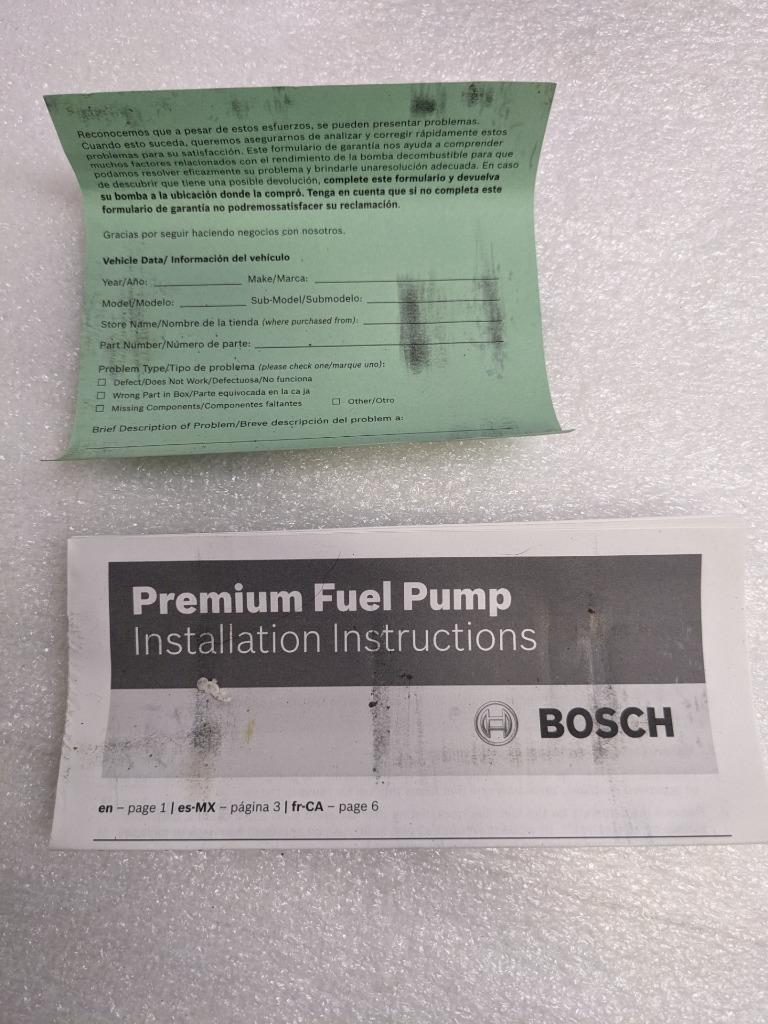 Reconocemos que a pesar de estos esfuerzos, se pueden presentar problemas.
Cuando esto suceda, queremos asegurarnos de analizar y corregir rápidamente estos
problemas para su satisfacción. Este formulario de garantía nos ayuda a comprender
muchos factores relacionados con el rendimiento de la bomba decombustible para que
podamos resolver eficazmente su problema y brindarle unaresolución adecuada. En caso
de descubrir que tiene una posible devolución, complete este formulario y devuelva
su bomba a la ubicación donde la compró. Tenga en cuenta que si no completa este
formulario de garantía no podremossatisfacer su reclamación.
Gracias por seguir haciendo negocios con nosotros.
Vehicle Data/ Información del vehículo
Year/Año: Make/Marca:
Model/Modelo: Sub-Model/Submodelo:
Store Name/Nombre de la tienda (where purchased from):
Part Number/Número de parte:
Problem Type/Tipo de problema (please check one/marque uno):
Defect/Does Not Work/Defectuosa/No funciona
Wrong Part in Box/Parte equivocada en la ca ja
Missing Components/Componentes faltantes Other/Otro
Brief Description of Problem/Breve descripción del problem a:
Premium Fuel Pump
Installation Instructions
BOSCH
en – page 1 | es-MX – página 3 | fr-CA – page 6